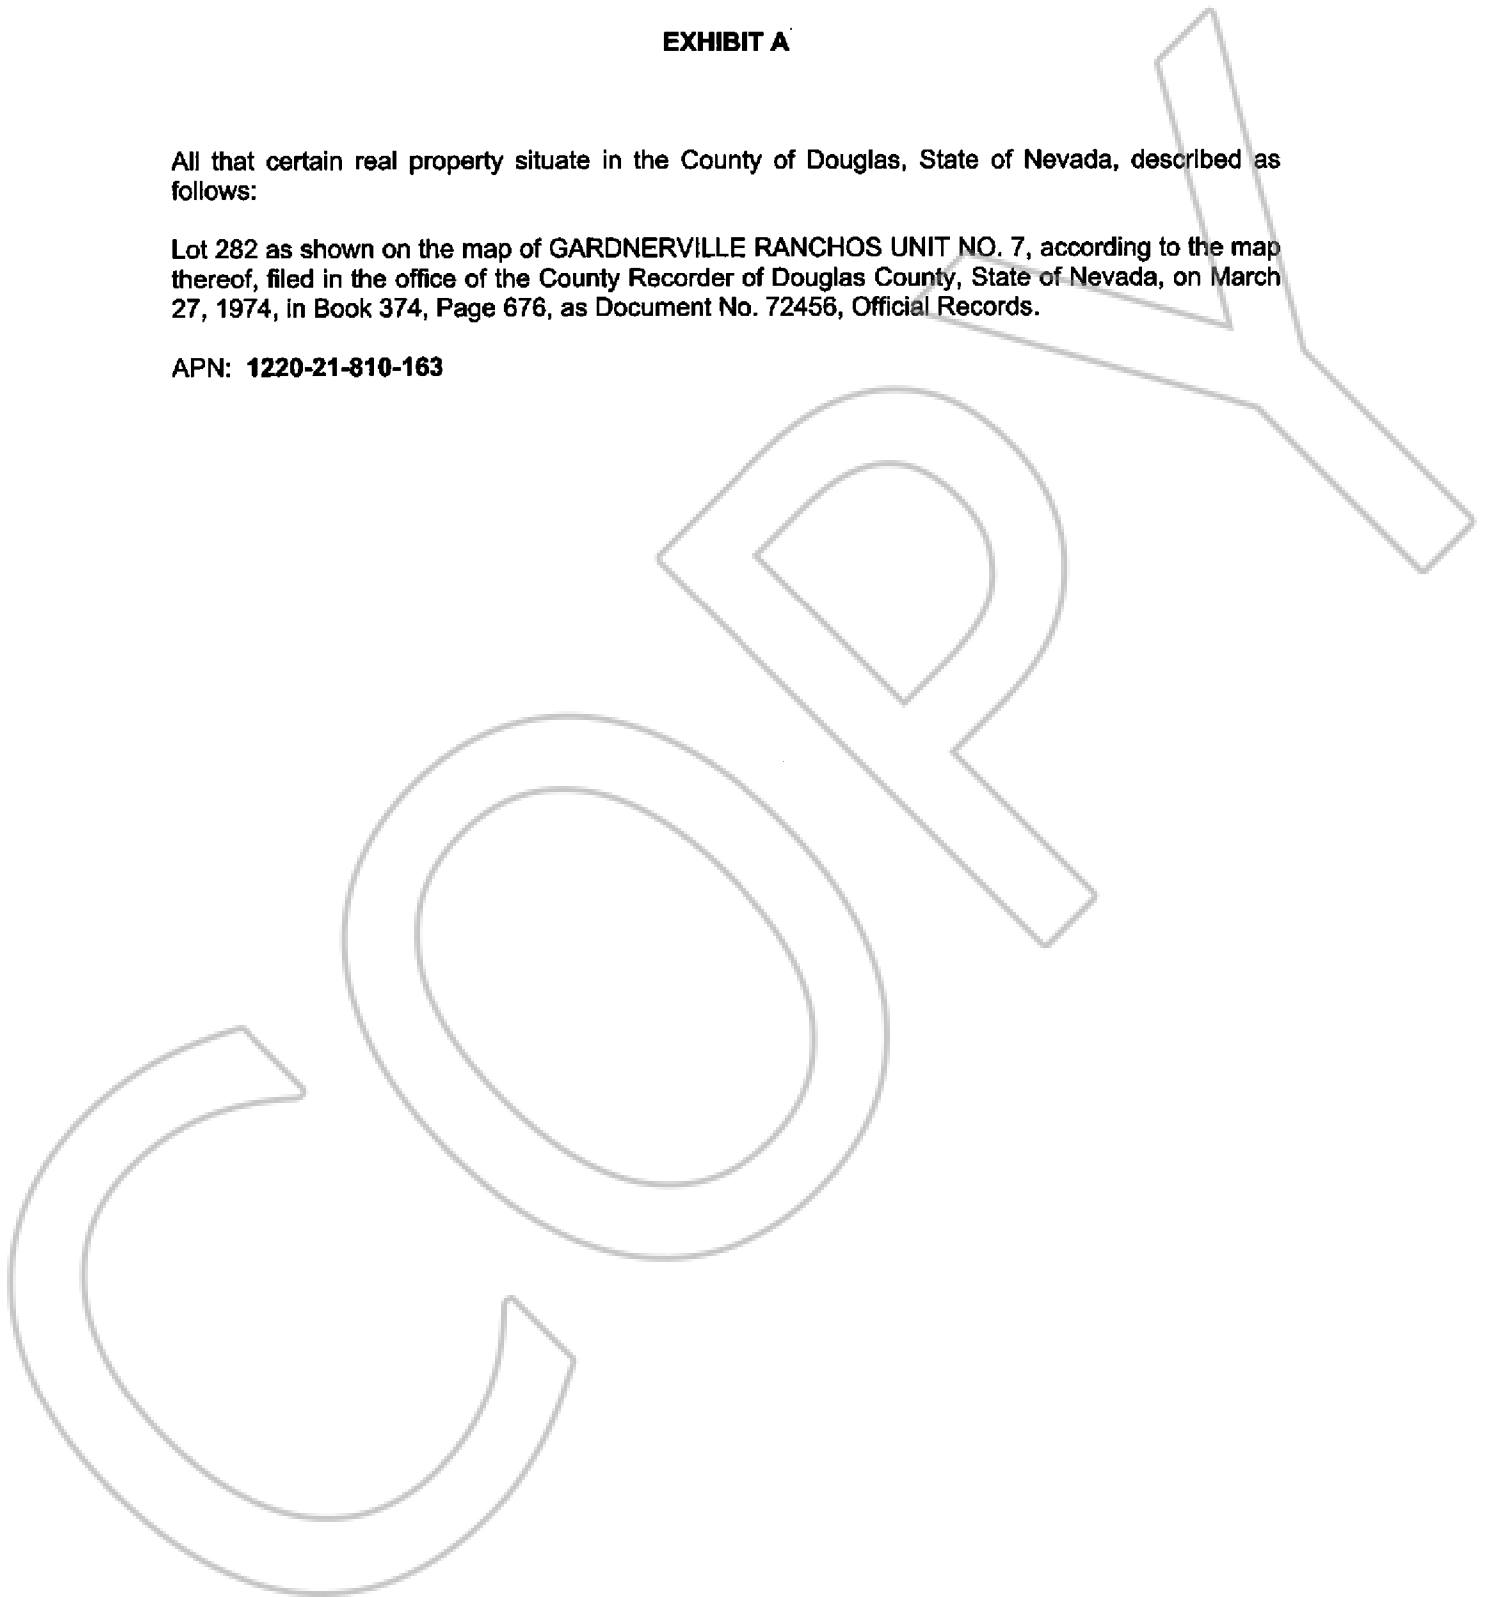 EXHIBIT A
All that certain real property situate in the County of Douglas, State of Nevada, described as
follows:
Lot 282 as shown on the map of GARDNERVILLE RANCHOS UNIT NO. 7, according to the map
thereof, filed in the office of the County Recorder of Douglas County, State of Nevada, on March
27, 1974, in Book 374, Page 676, as Document No. 72456, Official Records.
APN: 1220-21-810-163
COPY